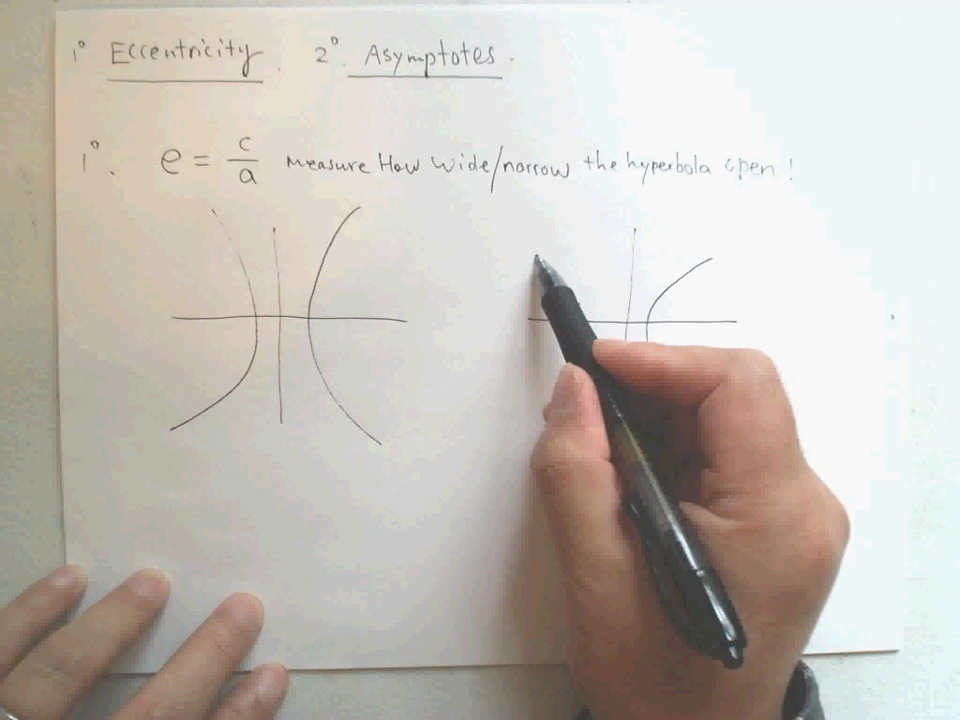 1° Eccentricity. 2°. Asymptotes.
1°. e = c/a Measure How wide/narrow the hyperbola open!